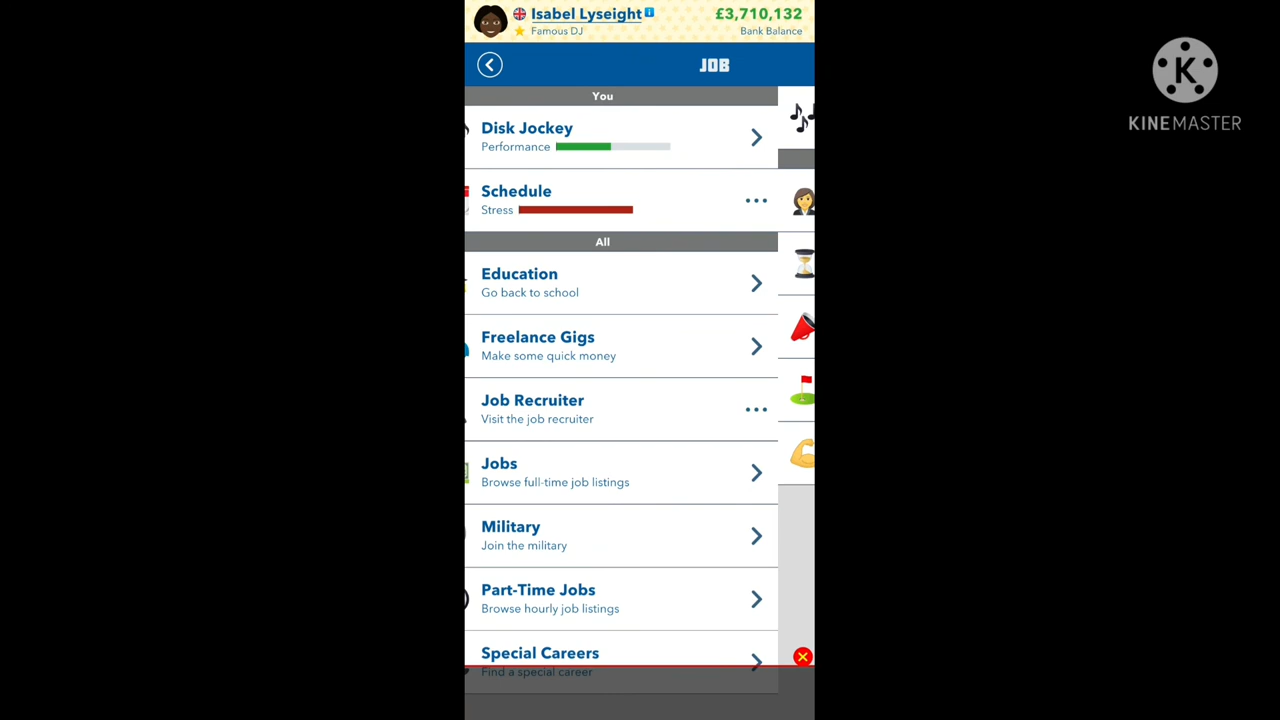 Isabel Lyseight
£3,710,132
Famous DJ
Bank Balance
JOB
You
Disk Jockey
Performance
Schedule
Stress
All
Education
Go back to school
Freelance Gigs
Make some quick money
Job Recruiter
Visit the job recruiter
Jobs
Browse full-time job listings
Military
Join the military
Part-Time Jobs
Browse hourly job listings
Special Careers
Find a special career
K
KINEMASTER